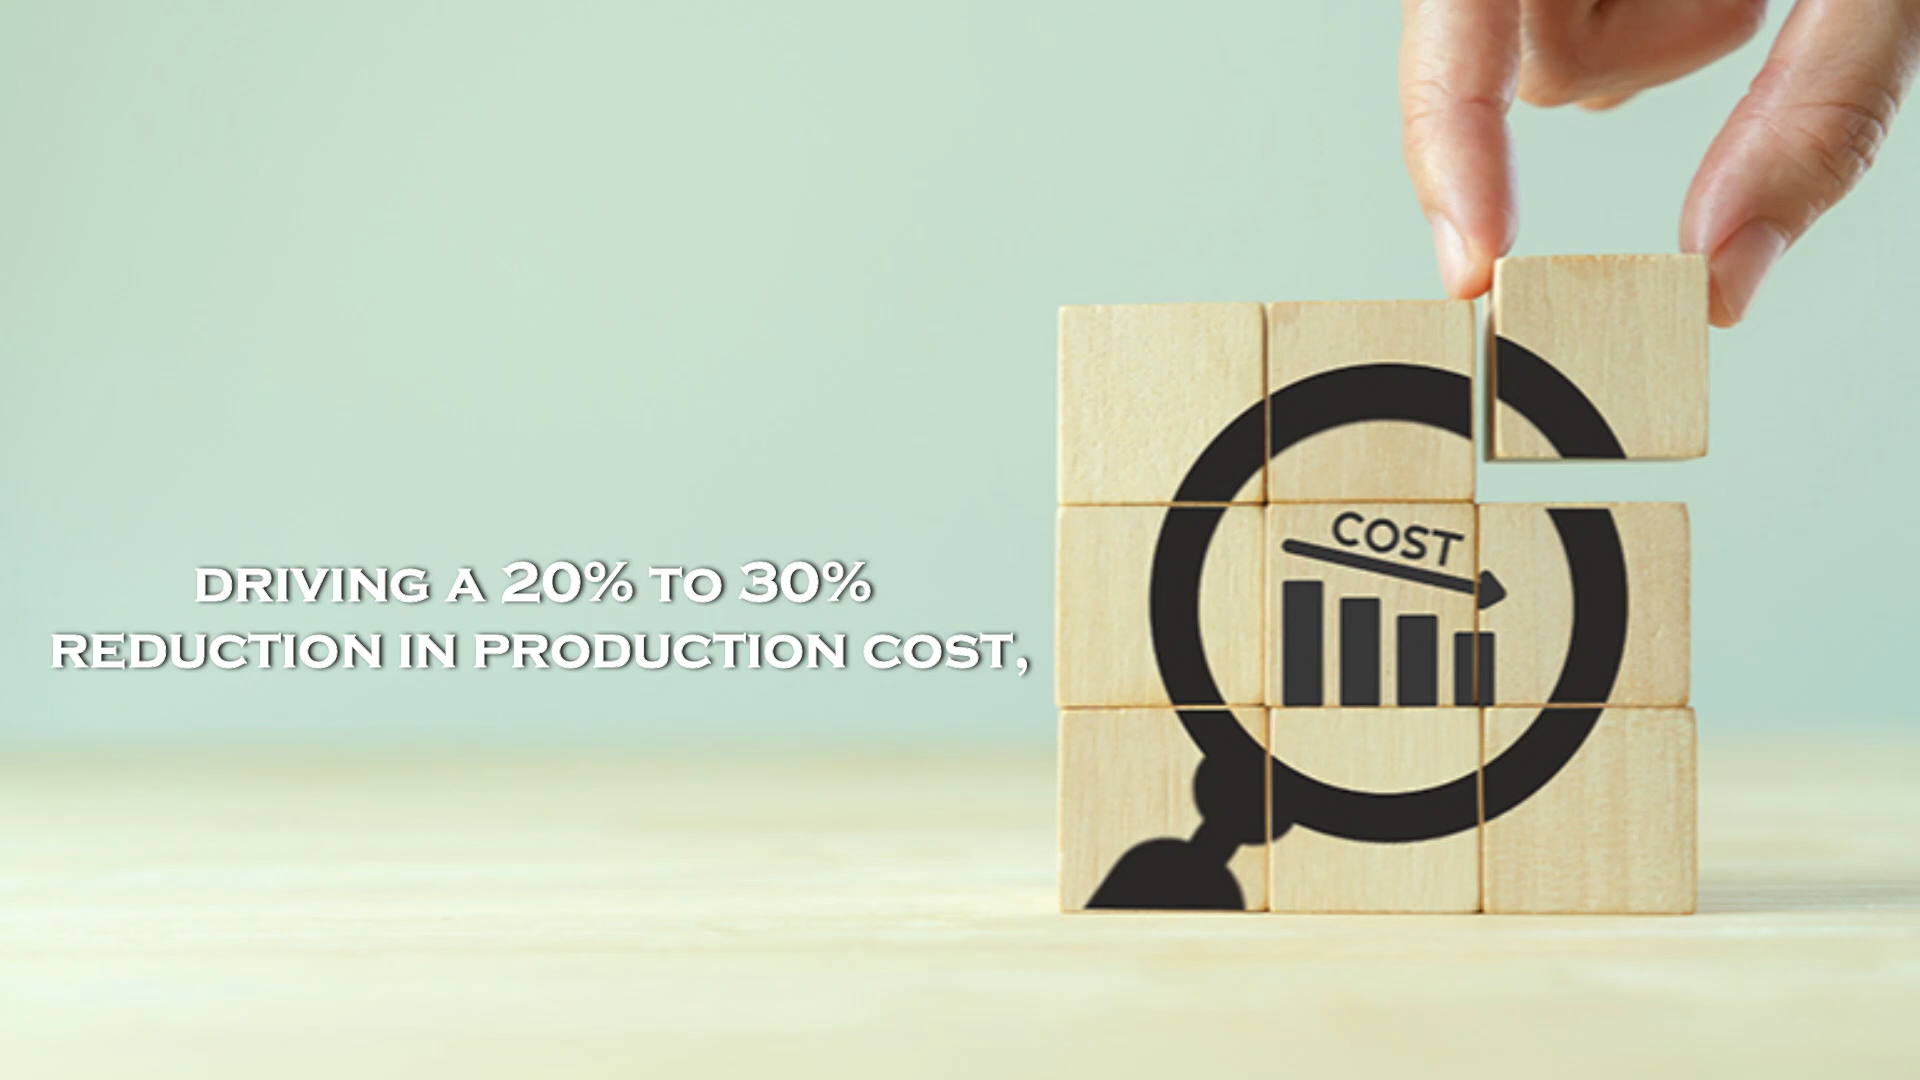 DRIVING A 20% TO 30%
REDUCTION IN PRODUCTION COST,
COST